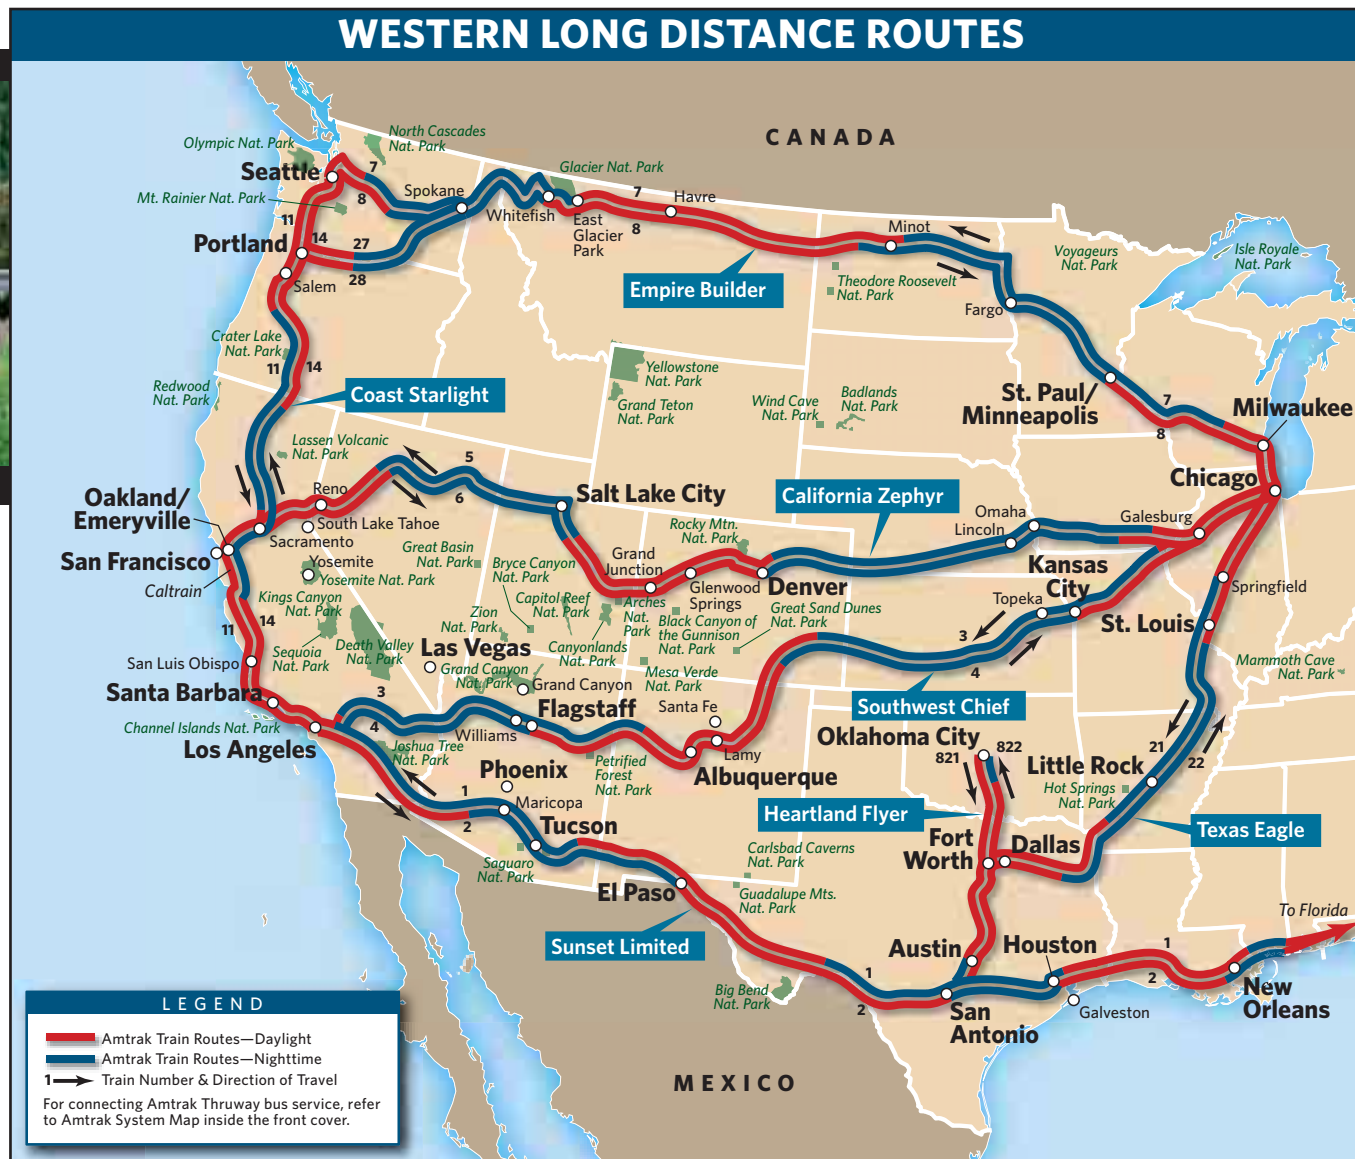 WESTERN LONG DISTANCE ROUTES
CANADA
Olympic Nat. Park
North Cascades
Nat. Park
Seattle
7
8
Mt. Rainier Nat. Park
Spokane
Glacier Nat. Park
Whitefish
East
Glacier
Park
7
8
Havre
Minot
Voyageurs
Nat. Park
Isle Royale
Nat. Park
11
14
Portland
27
28
Salem
Empire Builder
Theodore Roosevelt
Nat. Park
Fargo
Crater Lake
Nat. Park
11
14
Redwood
Nat. Park
Coast Starlight
Yellowstone
Nat. Park
Grand Teton
Nat. Park
Wind Cave
Nat. Park
Badlands
Nat. Park
St. Paul/
Minneapolis
7
8
Milwaukee
Chicago
Lassen Volcanic
Nat. Park
5
6
Reno
Oakland/
Emeryville
South Lake Tahoe
Sacramento
San Francisco
Caltrain
Yosemite
Yosemite Nat. Park
Great Basin
Nat. Park
Salt Lake City
California Zephyr
Omaha
Lincoln
Galesburg
Rocky Mtn.
Nat. Park
Grand
Junction
Glenwood
Springs
Denver
Kansas
City
Topeka
Springfield
St. Louis
Kings Canyon
Nat. Park
Bryce Canyon
Nat. Park
Capitol Reef
Nat. Park
Arches
Nat.
Park
Black Canyon of
the Gunnison
Nat. Park
Great Sand Dunes
Nat. Park
Zion
Nat. Park
Canyonlands
Nat. Park
Mesa Verde
Nat. Park
11
14
Sequoia
Nat. Park
Death Valley
Nat. Park
Las Vegas
Grand Canyon
Nat. Park
Grand Canyon
San Luis Obispo
Santa Barbara
Channel Islands Nat. Park
Los Angeles
3
4
3
4
Mammoth Cave
Nat. Park
Southwest Chief
Flagstaff
Williams
Santa Fe
Lamy
Albuquerque
Petrified
Forest
Nat. Park
Joshua Tree
Nat. Park
Phoenix
Maricopa
1
2
Tucson
Saguaro
Nat. Park
Oklahoma City
821
822
Heartland Flyer
Little Rock
Hot Springs
Nat. Park
21
22
Texas Eagle
Fort
Worth
Dallas
Carlsbad Caverns
Nat. Park
Guadalupe Mts.
Nat. Park
El Paso
Sunset Limited
Big Bend
Nat. Park
1
2
Austin
San
Antonio
Houston
Galveston
1
2
New
Orleans
To Florida
MEXICO
LEGEND
Amtrak Train Routes—Daylight
Amtrak Train Routes—Nighttime
1 Train Number & Direction of Travel
For connecting Amtrak Thruway bus service, refer
to Amtrak System Map inside the front cover.